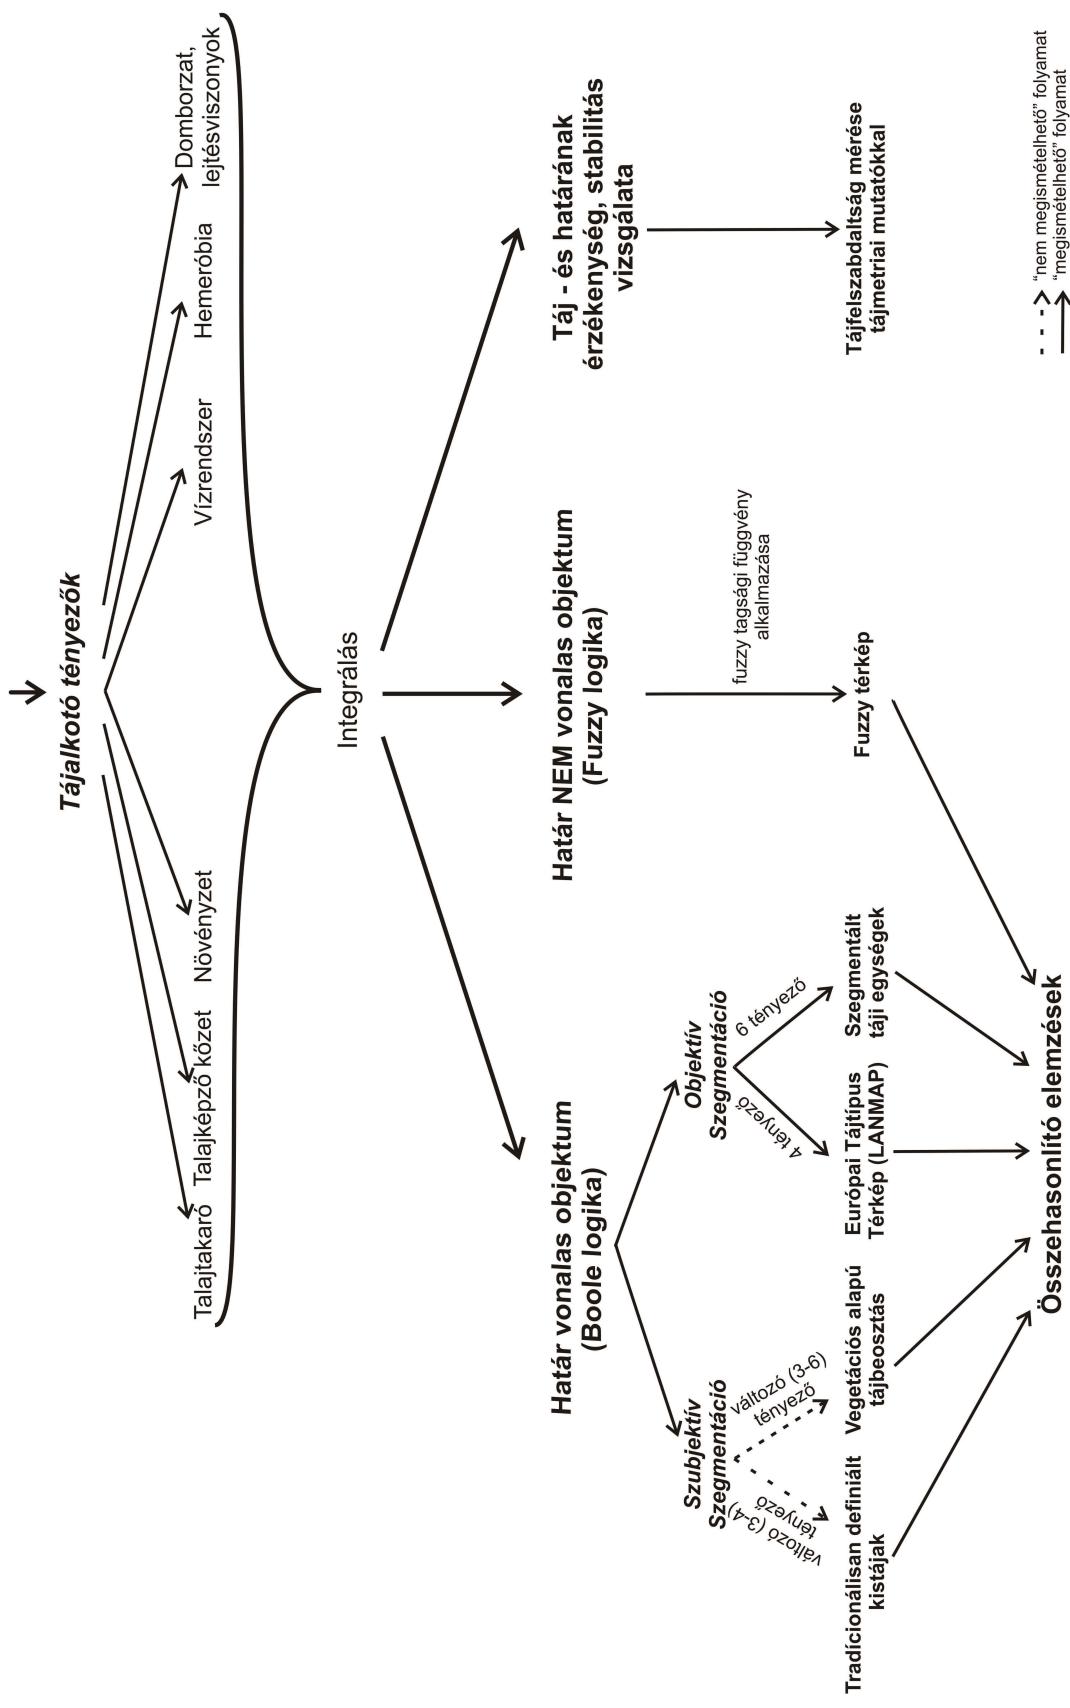 Tájalkotó tényezők
Talajtakaró
Talajképző kőzet
Növényzet
Vízrendszer
Hemeróbia
Domborzat,
lejtésviszonyok
Integrálás
Határ vonalas objektum
(Boole logika)
Határ NEM vonalas objektum
(Fuzzy logika)
Táj - és határának
érzékenység, stabilitás
vizsgálata
Szubjektív
Szegmentáció
Objektív
Szegmentáció
változó (3-4)
tényező
változó (3-6)
tényező
4 tényező
6 tényező
fuzzy tagsági függvény
alkalmazása
Tradícionálisan definiált
kistájak
Vegetációs alapú
tájbeosztás
Európai Tájtípus
Térkép (LANMAP)
Szegmentált
táji egységek
Fuzzy térkép
Tájfelszabdaltság mérése
tájmetriai mutatókkal
Összehasonlító elemzések
“nem megismételhető” folyamat
“megismételhető” folyamat